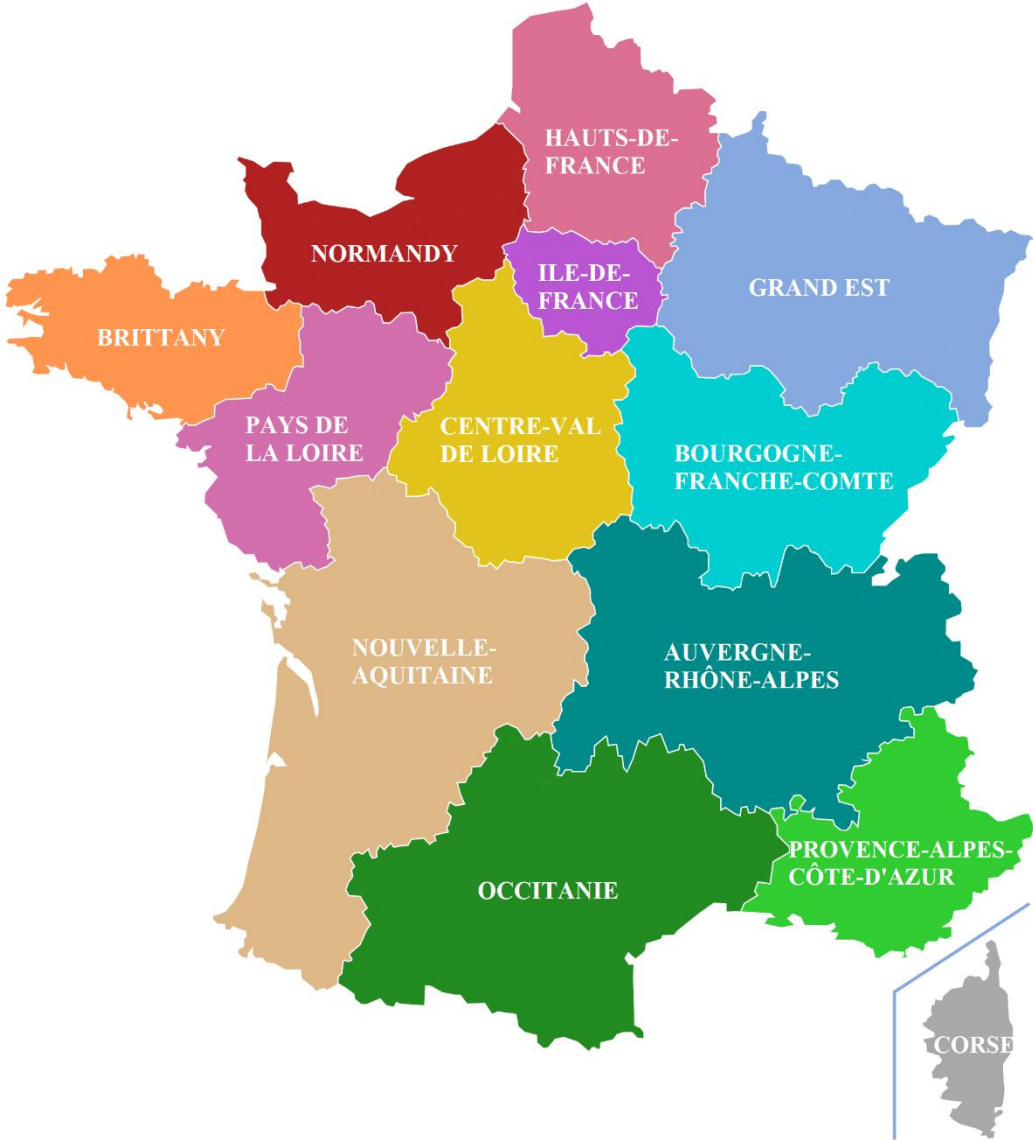 HAUTS-DE-
FRANCE
NORMANDY
ILE-DE-
FRANCE
GRAND EST
BRITTANY
PAYS DE
LA LOIRE
CENTRE-VAL
DE LOIRE
BOURGOGNE-
FRANCHE-COMTE
NOUVELLE-
AQUITAINE
AUVERGNE-
RHÔNE-ALPES
PROVENCE-ALPES-
CÔTE-D'AZUR
OCCITANIE
CORSE